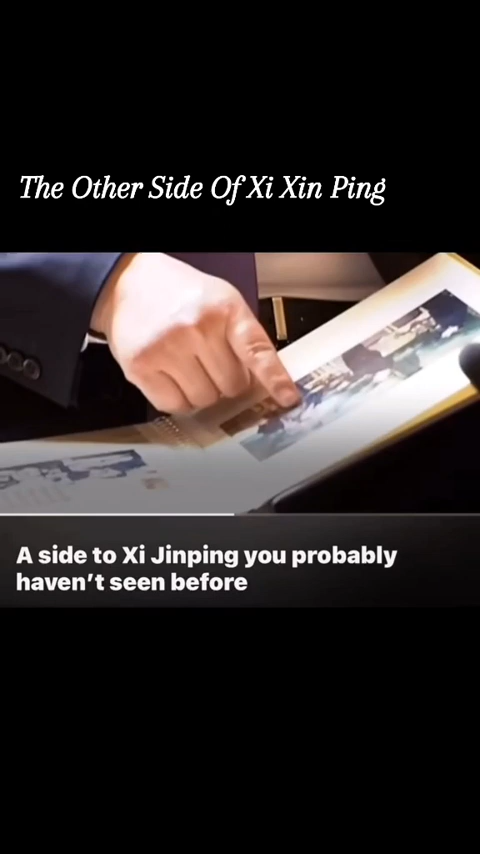 The Other Side Of Xi Xin Ping
A side to Xi Jinping you probably
haven't seen before